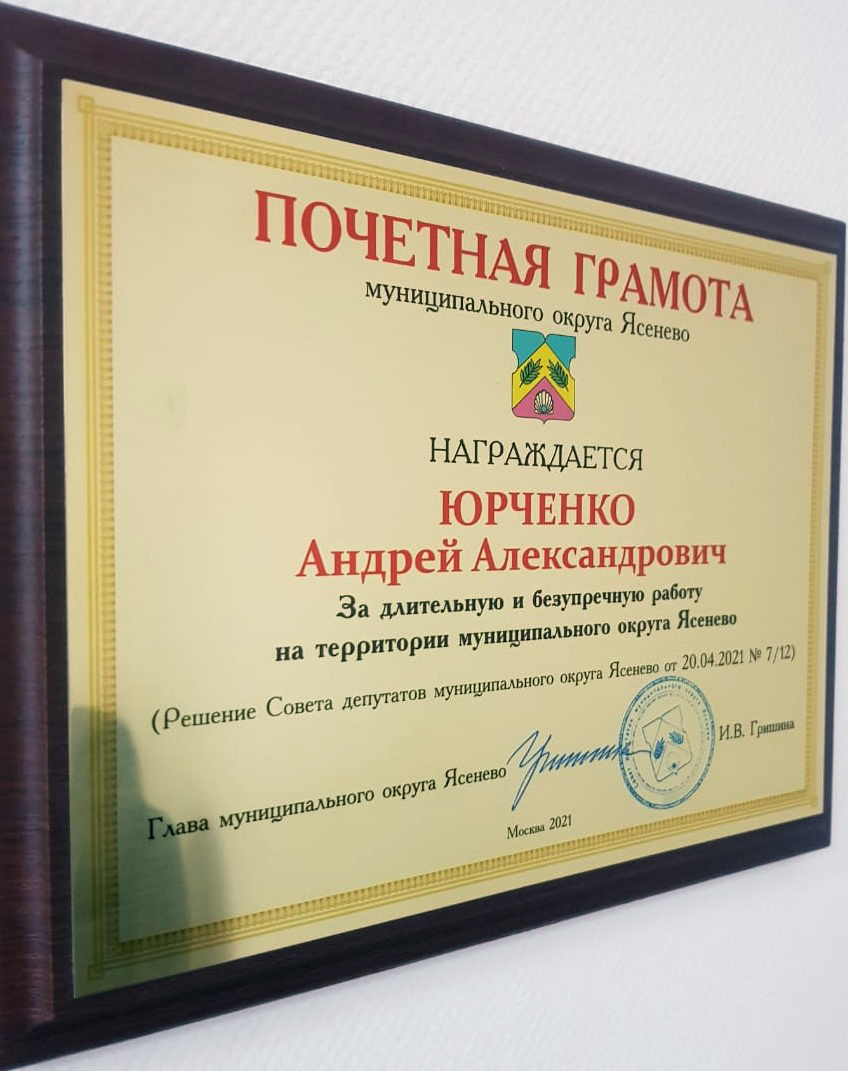 ПОЧЕТНАЯ ГРАМОТА
муниципального округа Ясенево
НАГРАЖДАЕТСЯ
ЮРЧЕНКО
Андрей Александрович
За длительную и безупречную работу
на территории муниципального округа Ясенево
(Решение Совета депутатов муниципального округа Ясенево от 20.04.2021 № 7/12)
Глава муниципального округа Ясенево И.В. Гришина
Москва 2021